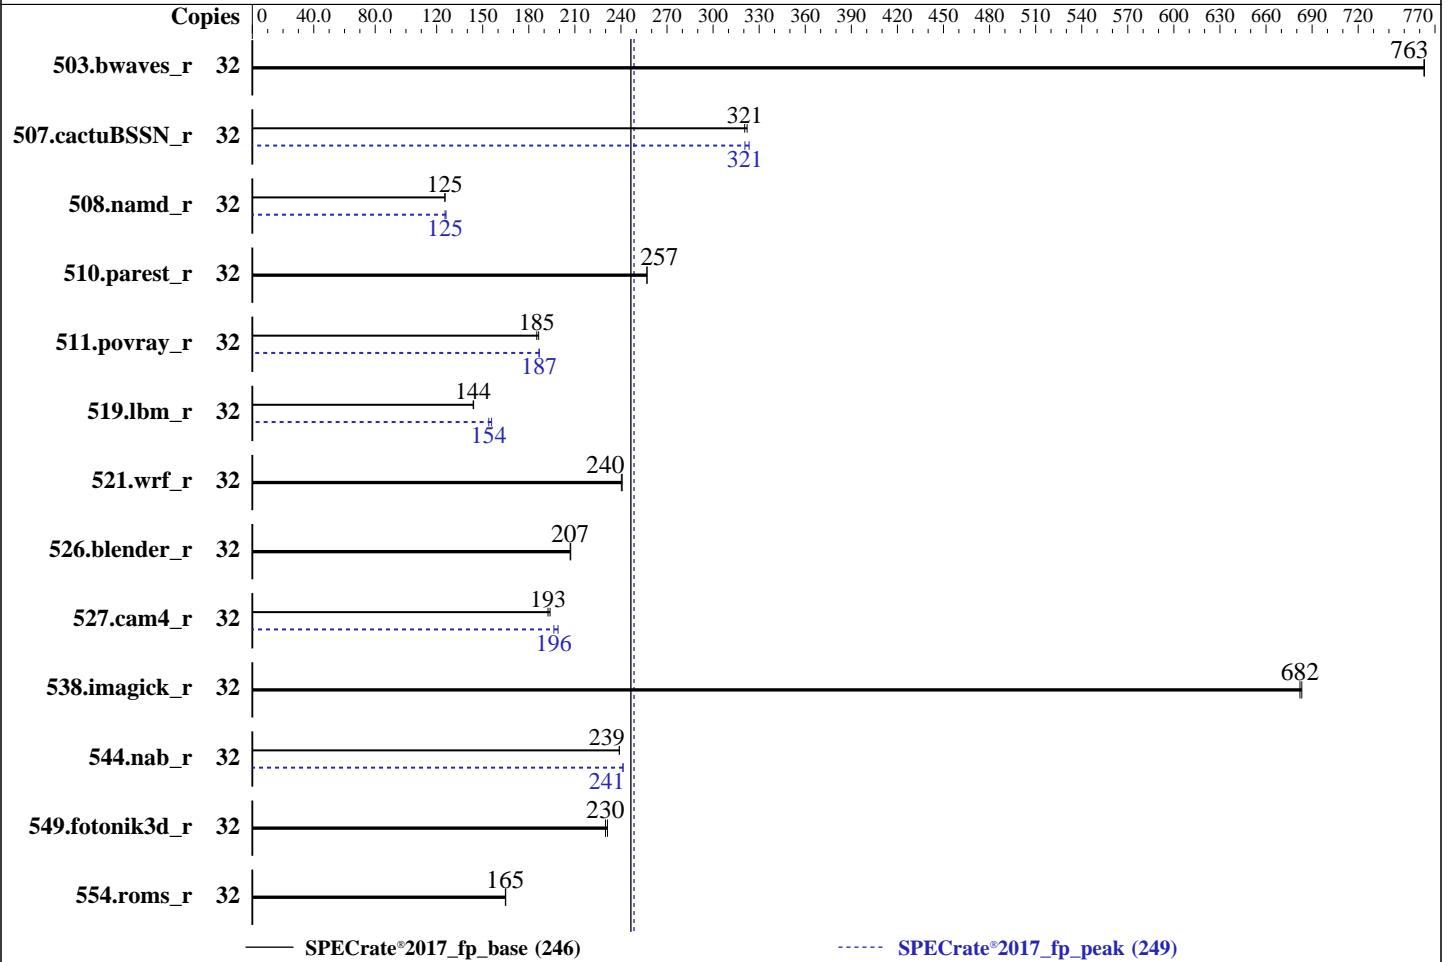 Copies 0 40.0 80.0 120 150 180 210 240 270 300 330 360 390 420 450 480 510 540 570 600 630 660 690 720 770
503.bwaves_r 32 763
507.cactuBSSN_r 32 321
321
508.namd_r 32 125
125
510.parest_r 32 257
511.povray_r 32 185
187
519.lbm_r 32 144
154
521.wrf_r 32 240
526.blender_r 32 207
527.cam4_r 32 193
196
538.imagick_r 32 682
544.nab_r 32 239
241
549.fotonik3d_r 32 230
554.roms_r 32 165
SPECrate®2017_fp_base (246) SPECrate®2017_fp_peak (249)